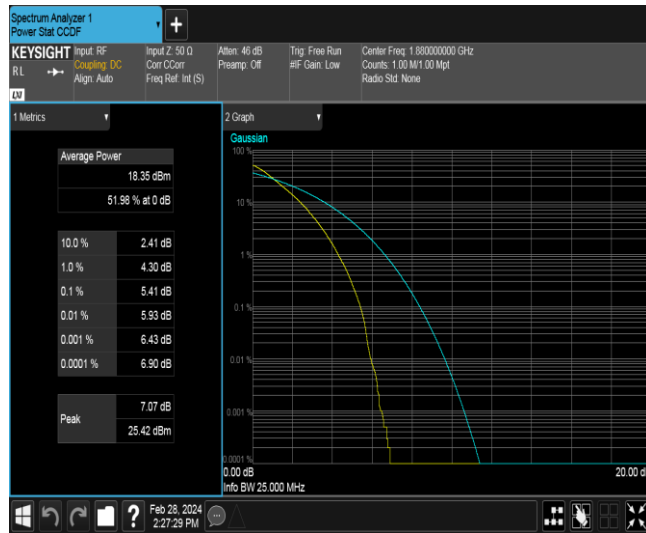 Spectrum Analyzer 1
Power Stat CCDF
+
KEYSIGHT
RL
LXI
Input: RF
Coupling: DC
Align: Auto
Input Z: 50 Ω
Corr CCorr
Freq Ref: Int (S)
Atten: 46 dB
Preamp: Off
Trig: Free Run
#IF Gain: Low
Center Freq: 1.880000000 GHz
Counts: 1.00 M/1.00 Mpt
Radio Std: None
1 Metrics
Average Power
18.35 dBm
51.98 % at 0 dB
10.0 % 2.41 dB
1.0 % 4.30 dB
0.1 % 5.41 dB
0.01 % 5.93 dB
0.001 % 6.43 dB
0.0001 % 6.90 dB
Peak
7.07 dB
25.42 dBm
2 Graph
Gaussian
100 %
10 %
1 %
0.1 %
0.01 %
0.001 %
0.0001 %
0.00 dB 20.00 d
Info BW 25.000 MHz
?
Feb 28, 2024
2:27:29 PM